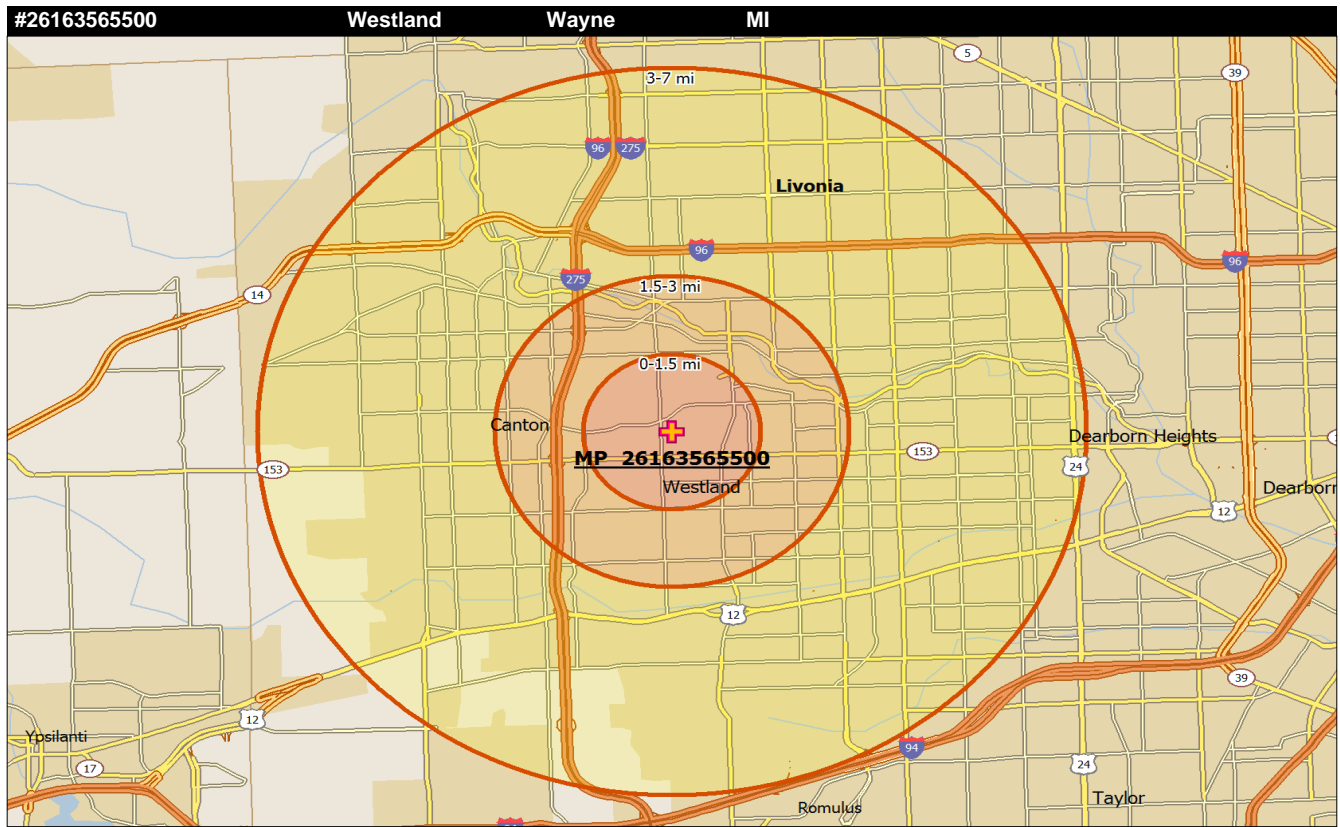 #26163565500 Westland Wayne MI
5
39
3-7 mi
96 275
Livonia
96
96
275
1.5-3 mi
14
0-1.5 mi
Canton
Dearborn Heights
153
MP 26163565500
153
24
Westland
Dearborn
12
12
39
12
Ypsilanti
94
17
24
Taylor
Romulus